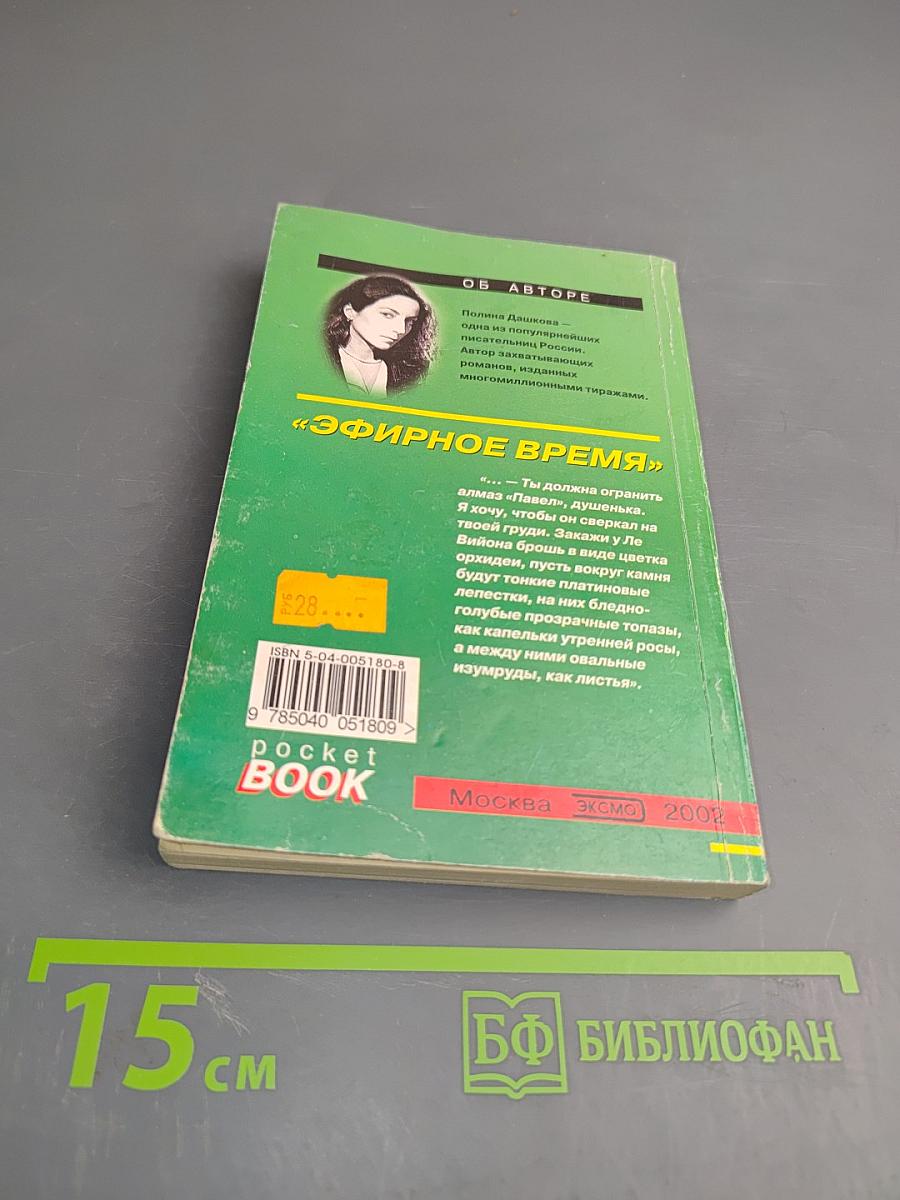 ОБ АВТОРЕ
Полина Дашкова —
одна из популярнейших
писательниц России.
Автор захватывающих
романов, изданных
многомиллионными тиражами.
«ЭФИРНОЕ ВРЕМЯ»
«... — Ты должна огранить
алмаз «Павел», душенька.
Я хочу, чтобы он сверкал на
твоей груди. Закажи у Ле
Вийона брошь в виде цветка
орхидеи, пусть вокруг камня
будут тонкие платиновые
лепестки, на них бледно-
голубые прозрачные топазы,
как капельки утренней росы,
а между ними овальные
изумруды, как листья».
РУБ 28....1
ISBN 5-04-005180-8
9 785040 051809 >
pocket
BOOK
Москва ЭКСМО 2002
15 см
БФ БИБЛИОФАН